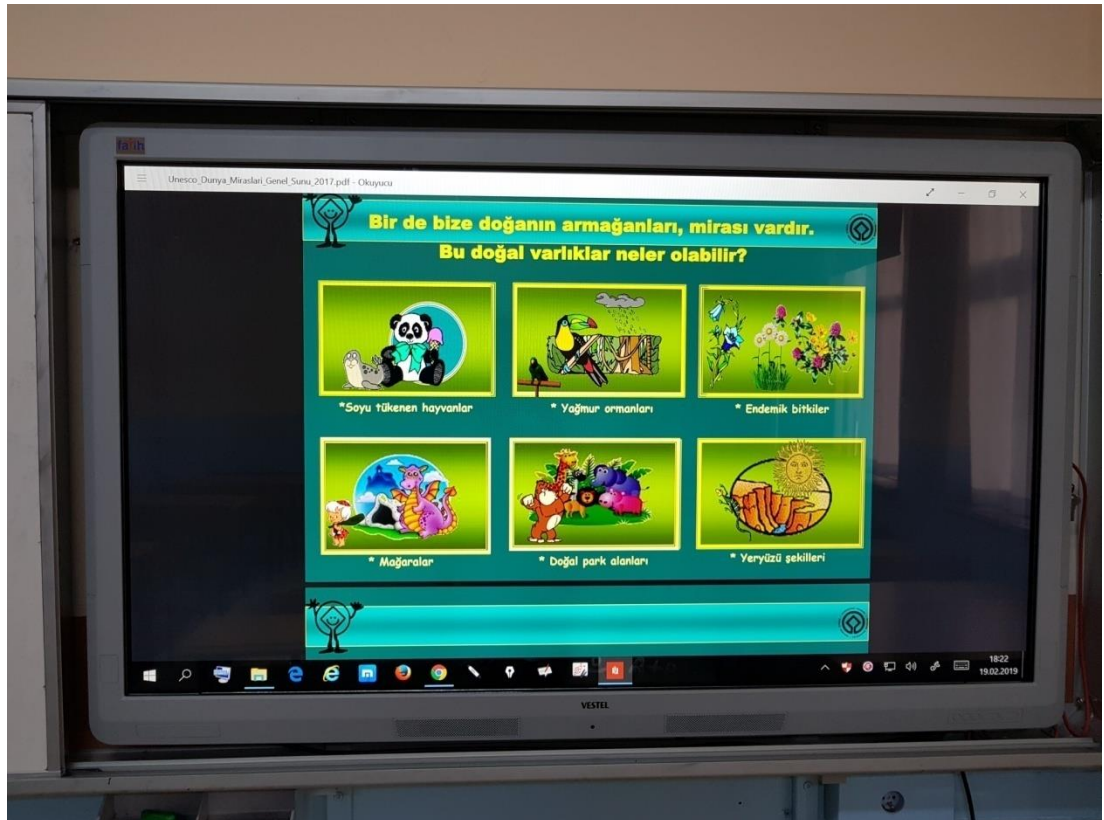 fatih
Unesco_Dunya_Miraslari_Genel_Sunu_2017.pdf - Okuyucu
Bir de bize doğanın armağanları, mirası vardır.
Bu doğal varlıklar neler olabilir?
*Soyu tükenen hayvanlar
* Yağmur ormanları
* Endemik bitkiler
* Mağaralar
* Doğal park alanları
* Yeryüzü şekilleri
18:22
19.02.2019
VESTEL